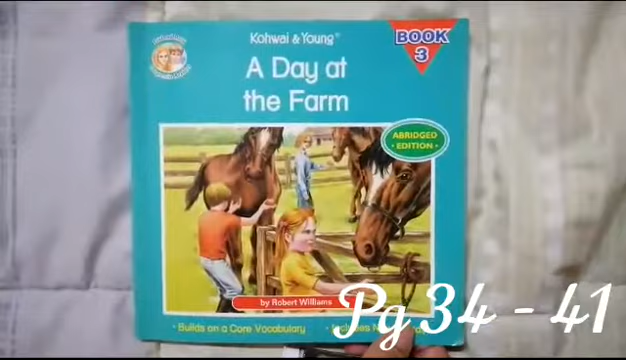 Kohwai & Young
BOOK
3
A Day at
the Farm
ABRIDGED
• EDITION •
by Robert Williams
• Builds on a Core Vocabulary
• Includes
Pg 34 - 41